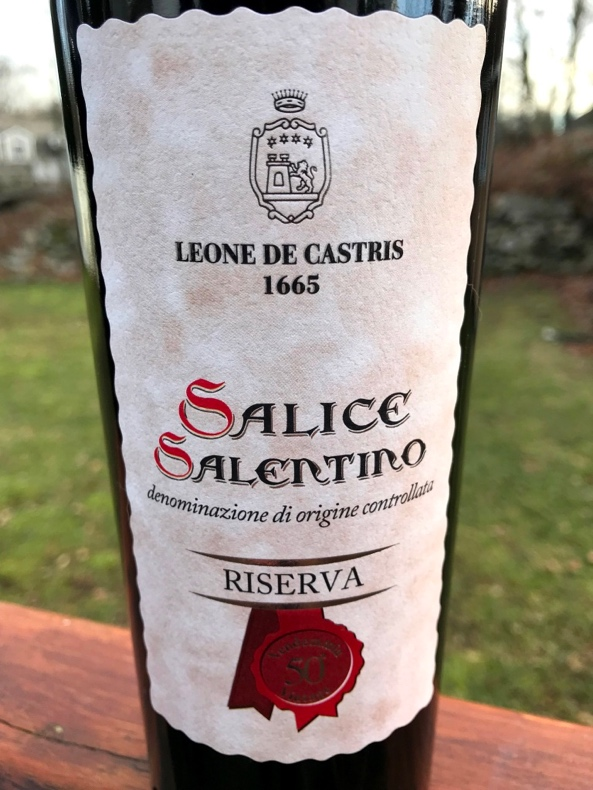 LEONE DE CASTRIS
1665
SALICE
SALENTINO
denominazione di origine controllata
RISERVA
50